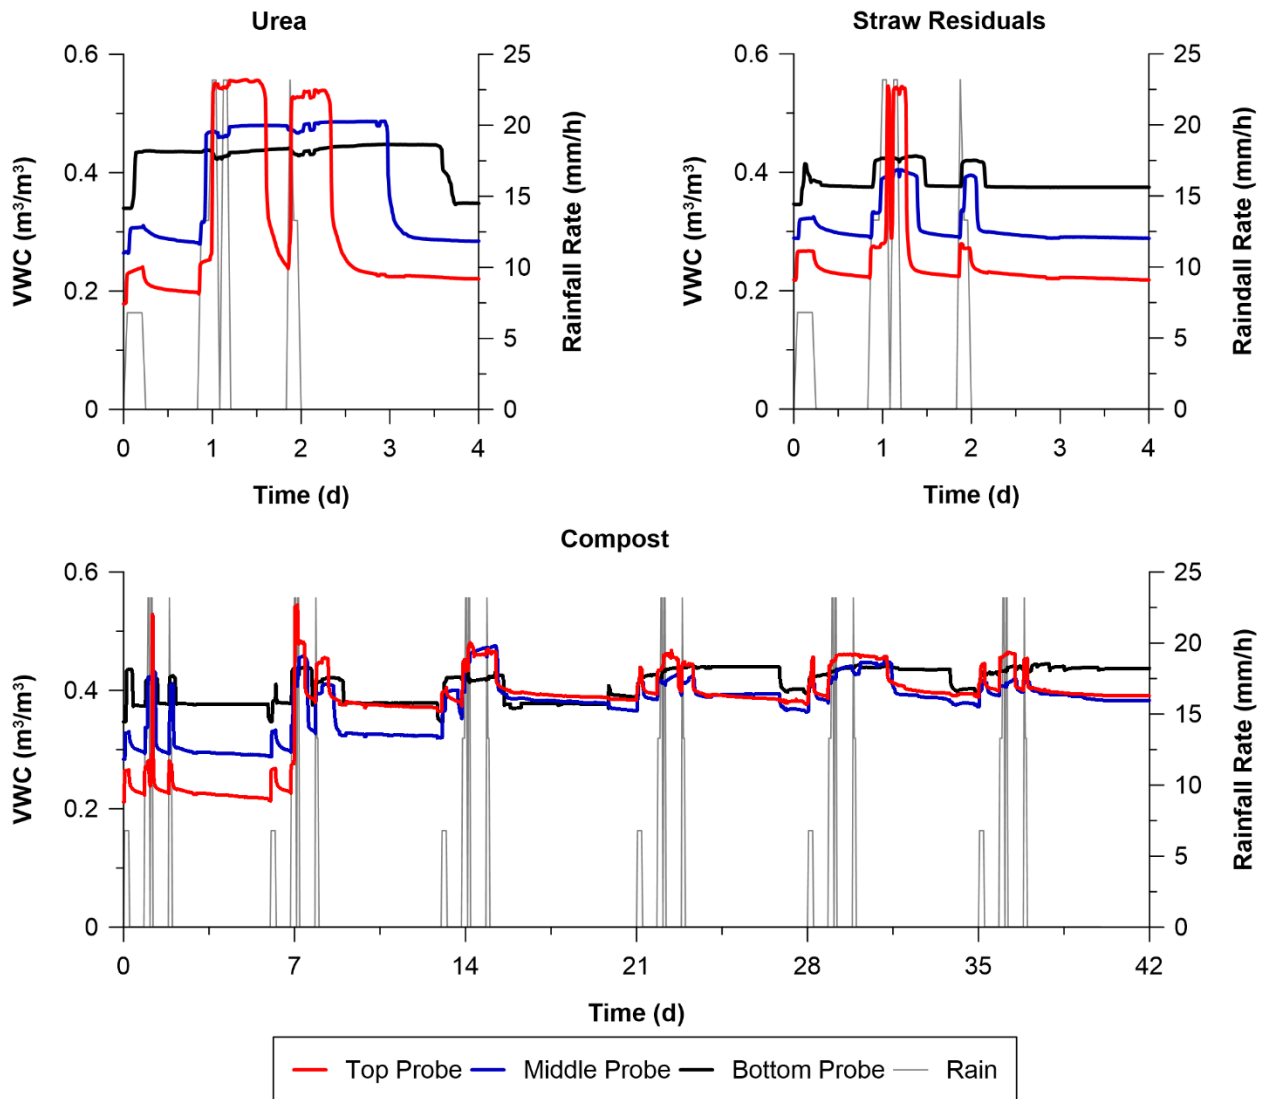 Urea
0.6
0.4
0.2
0
VWC (m³/m³)
25
20
15
10
5
0
Rainfall Rate (mm/h)
0 1 2 3 4
Time (d)
Straw Residuals
0.6
0.4
0.2
0
VWC (m³/m³)
25
20
15
10
5
0
Raindall Rate (mm/h)
0 1 2 3 4
Time (d)
Compost
0.6
0.4
0.2
0
VWC (m³/m³)
25
20
15
10
5
0
Rainfall Rate (mm/h)
0 7 14 21 28 35 42
Time (d)
Top Probe Middle Probe Bottom Probe Rain